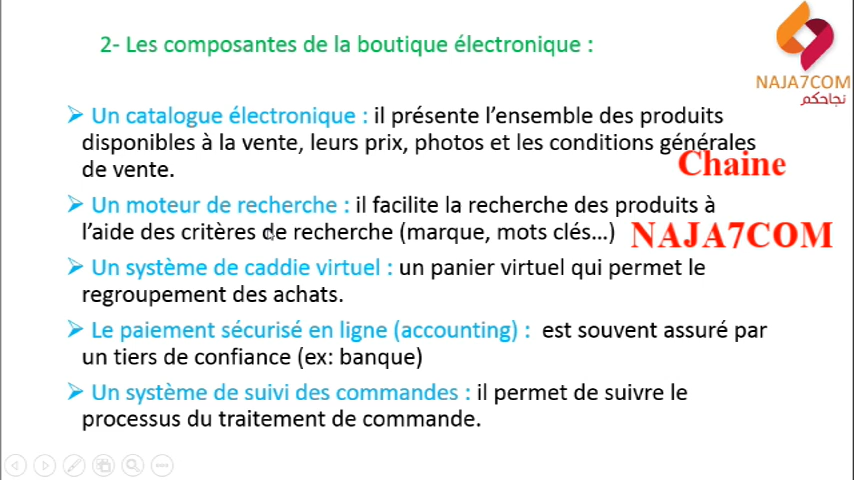 2- Les composantes de la boutique électronique :
NAJA7COM
نجاحكم
Un catalogue électronique : il présente l’ensemble des produits
disponibles à la vente, leurs prix, photos et les conditions générales
de vente.
Chaine
Un moteur de recherche : il facilite la recherche des produits à
l’aide des critères de recherche (marque, mots clés…)
NAJA7COM
Un système de caddie virtuel : un panier virtuel qui permet le
regroupement des achats.
Le paiement sécurisé en ligne (accounting) : est souvent assuré par
un tiers de confiance (ex: banque)
Un système de suivi des commandes : il permet de suivre le
processus du traitement de commande.